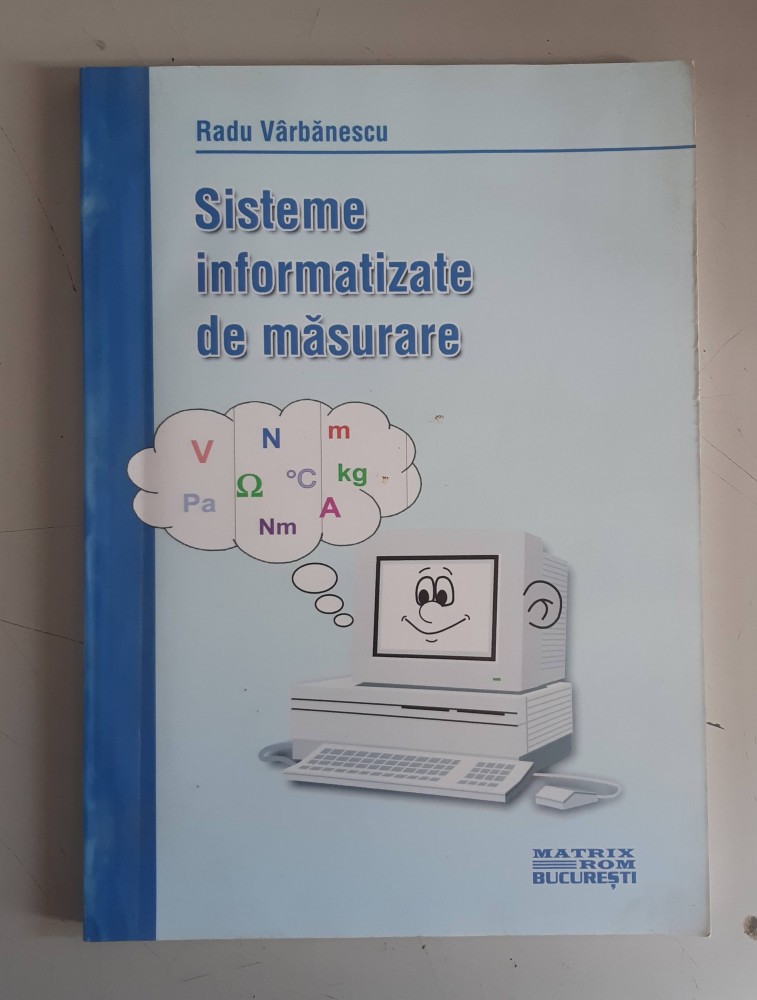 Radu Vârbănescu
Sisteme
informatizate
de măsurare
V N m
Ω °C kg
Pa A
Nm
MATRIX
ROM
BUCUREȘTI